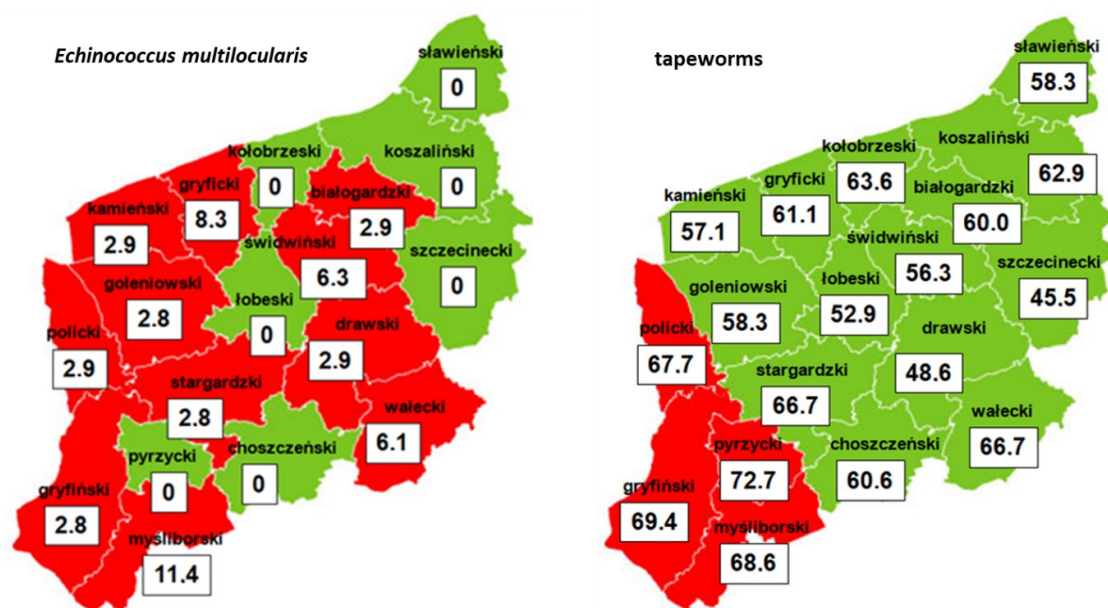 Echinococcus multilocularis
sławieński
0
kołobrzeski
0
koszaliński
0
gryficki
8.3
białogardzki
2.9
kamieński
2.9
świdwiński
6.3
szczecinecki
0
goleniowski
2.8
łobeski
0
policki
2.9
drawski
2.9
stargardzki
2.8
wałecki
6.1
choszczeński
0
pyrzycki
0
gryfiński
2.8
myśliborski
11.4
tapeworms
sławieński
58.3
kołobrzeski
63.6
koszaliński
62.9
gryficki
61.1
białogardzki
60.0
kamieński
57.1
świdwiński
56.3
szczecinecki
45.5
goleniowski
58.3
łobeski
52.9
policki
67.7
drawski
48.6
stargardzki
66.7
wałecki
66.7
choszczeński
60.6
pyrzycki
72.7
gryfiński
69.4
myśliborski
68.6